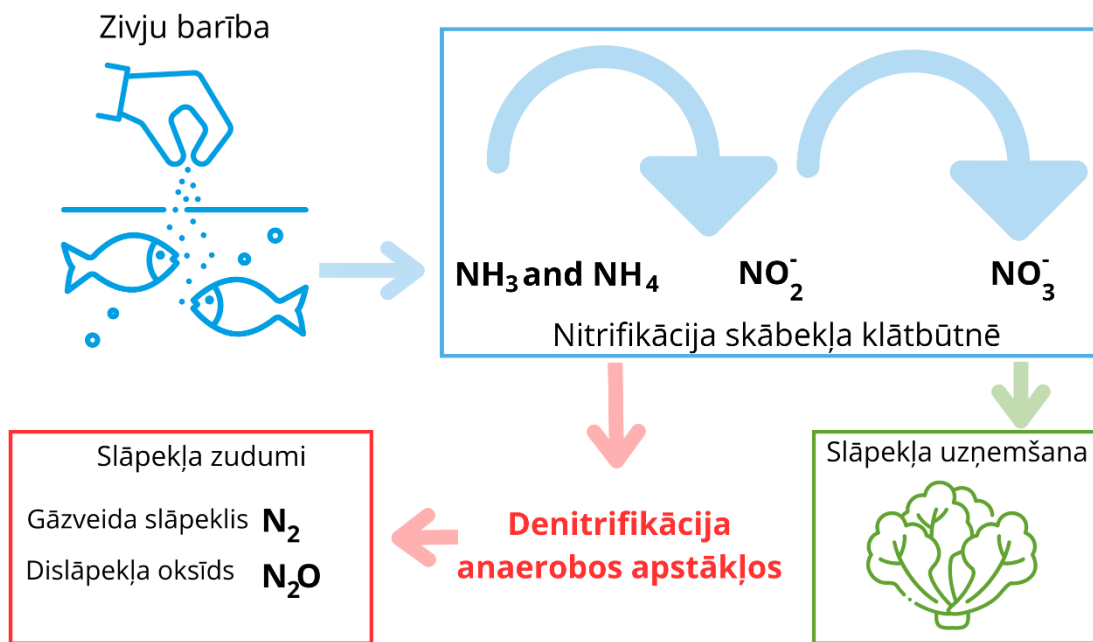 Zivju barība
NH₃ and NH₄
NO₂⁻
NO₃⁻
Nitrifikācija skābekļa klātbūtnē
Slāpekļa zudumi
Gāzveida slāpeklis N₂
Dislāpekļa oksīds N₂O
Denitrifikācija
anaerobos apstākļos
Slāpekļa uzņemšana